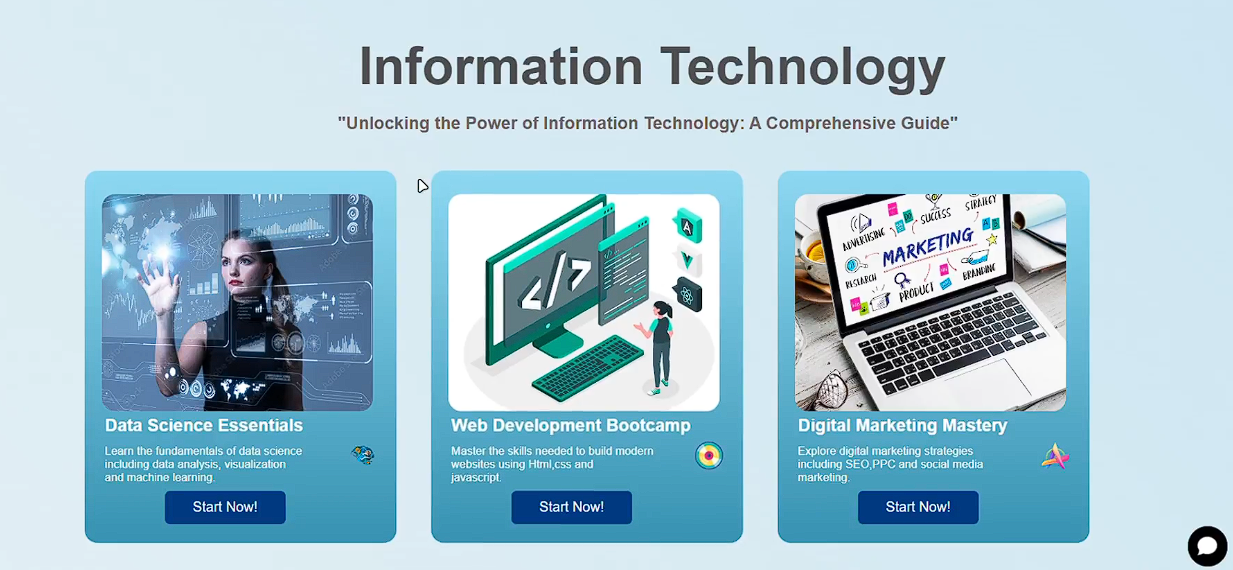 Information Technology
"Unlocking the Power of Information Technology: A Comprehensive Guide"
</>
A
ADVERTISING
SUCCESS
STRATEGY
MARKETING
RESEARCH
PRODUCT
BRANDING
Data Science Essentials
Learn the fundamentals of data science
including data analysis, visualization
and machine learning.
Start Now!
Web Development Bootcamp
Master the skills needed to build modern
websites using Html,css and
javascript.
Start Now!
Digital Marketing Mastery
Explore digital marketing strategies
including SEO,PPC and social media
marketing.
Start Now!